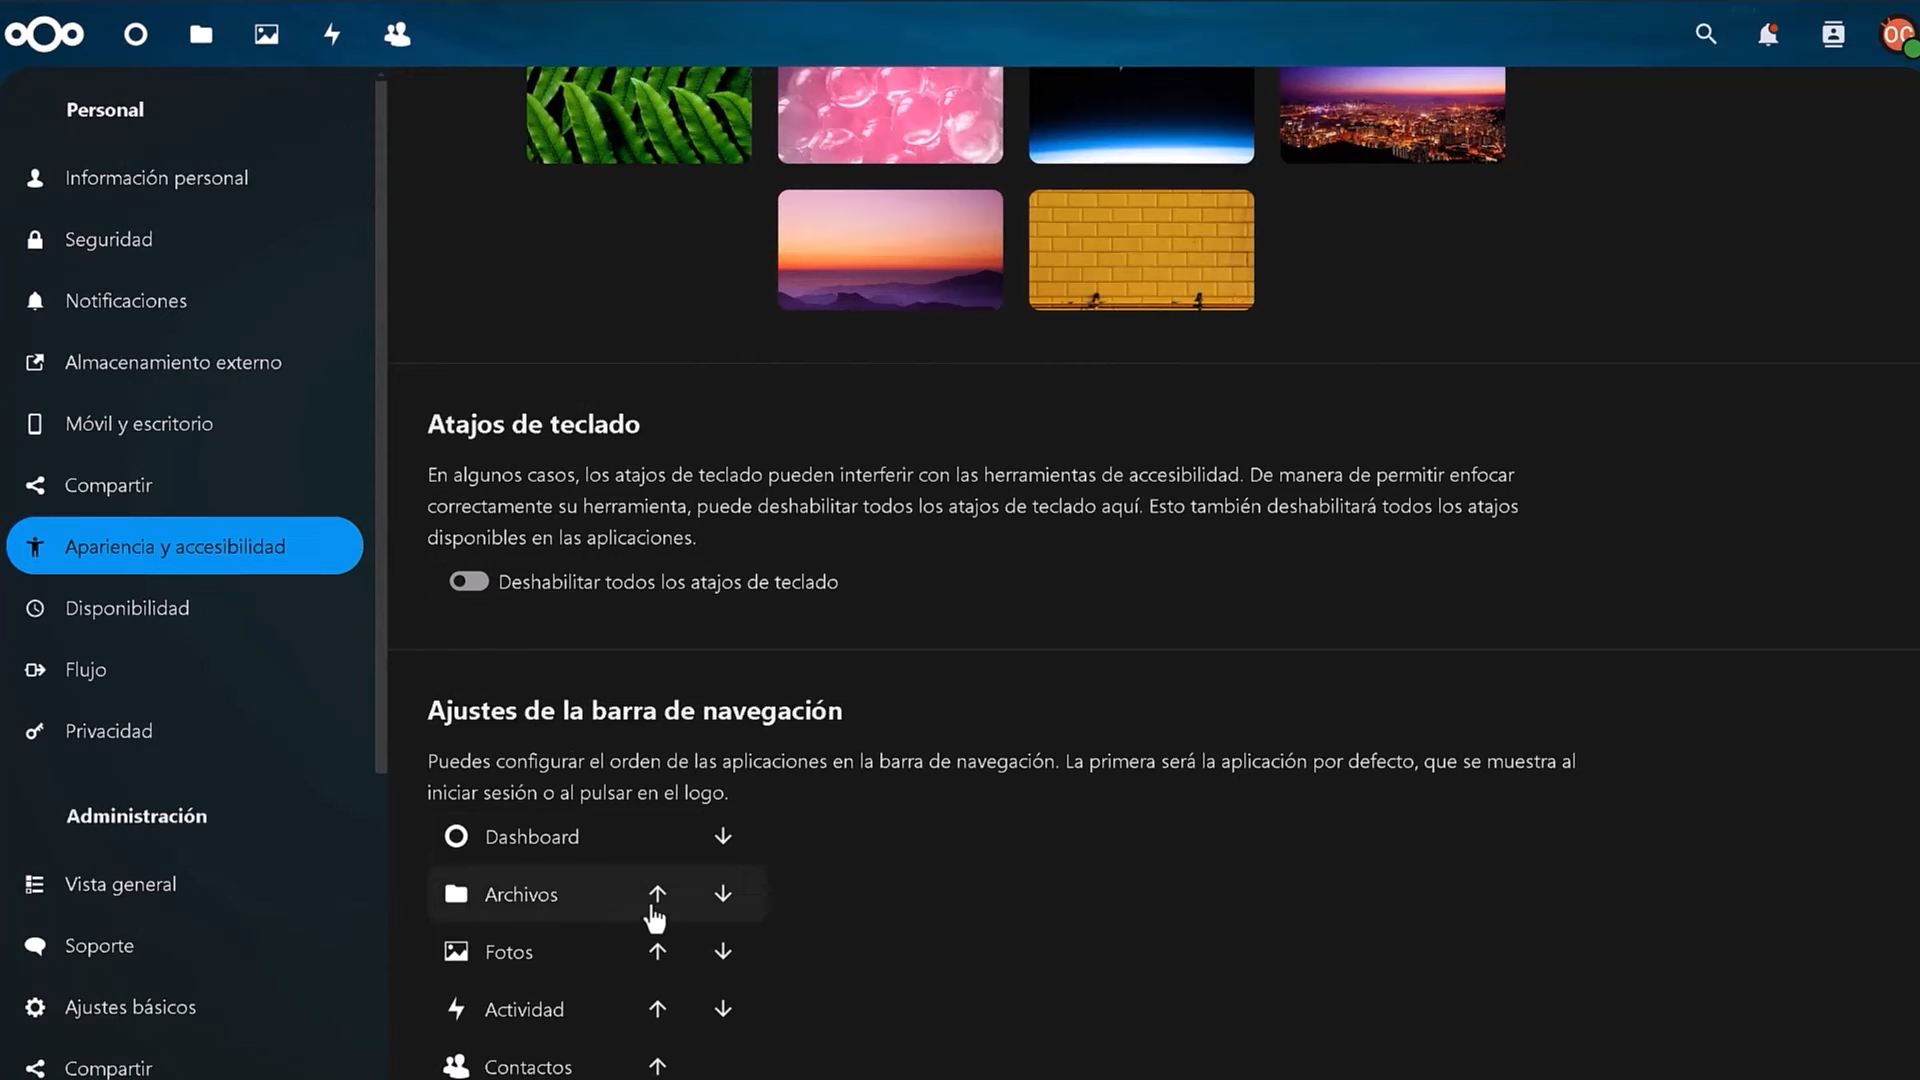 OC
Personal
Información personal
Seguridad
Notificaciones
Almacenamiento externo
Móvil y escritorio
Compartir
Apariencia y accesibilidad
Disponibilidad
Flujo
Privacidad
Administración
Vista general
Soporte
Ajustes básicos
Compartir
Atajos de teclado
En algunos casos, los atajos de teclado pueden interferir con las herramientas de accesibilidad. De manera de permitir enfocar
correctamente su herramienta, puede deshabilitar todos los atajos de teclado aquí. Esto también deshabilitará todos los atajos
disponibles en las aplicaciones.
Deshabilitar todos los atajos de teclado
Ajustes de la barra de navegación
Puedes configurar el orden de las aplicaciones en la barra de navegación. La primera será la aplicación por defecto, que se muestra al
iniciar sesión o al pulsar en el logo.
Dashboard
Archivos
Fotos
Actividad
Contactos